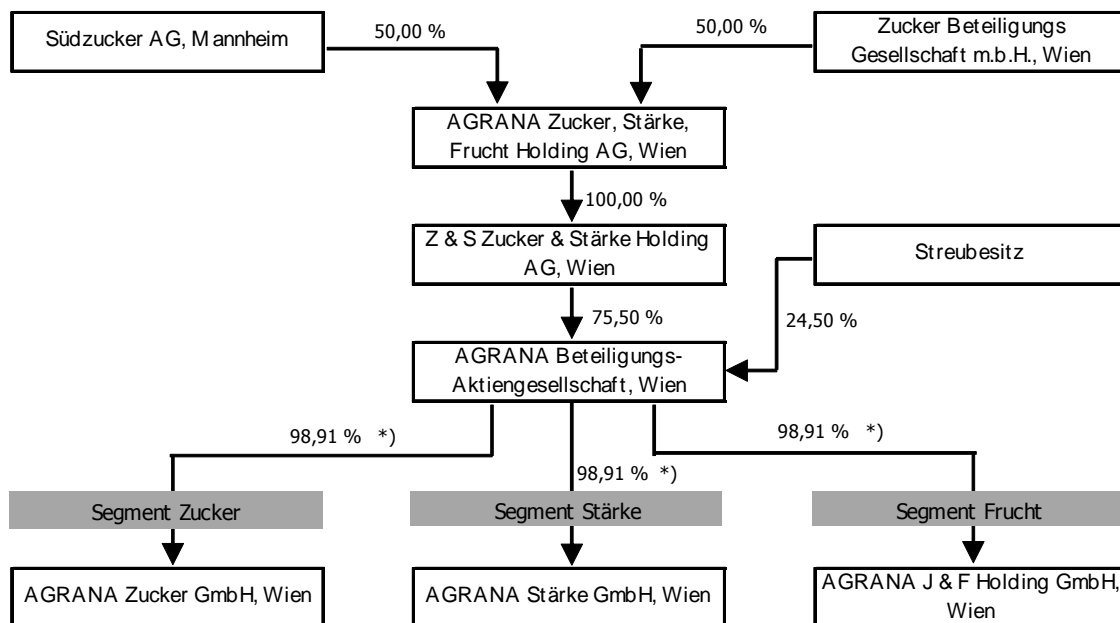 Südzucker AG, Mannheim
50,00 %
50,00 %
Zucker Beteiligungs
Gesellschaft m.b.H., Wien
AGRANA Zucker, Stärke,
Frucht Holding AG, Wien
100,00 %
Z & S Zucker & Stärke Holding
AG, Wien
Streubesitz
75,50 %
24,50 %
AGRANA Beteiligungs-
Aktiengesellschaft, Wien
98,91 % *)
98,91 % *)
98,91 % *)
Segment Zucker
Segment Stärke
Segment Frucht
AGRANA Zucker GmbH, Wien
AGRANA Stärke GmbH, Wien
AGRANA J & F Holding GmbH,
Wien